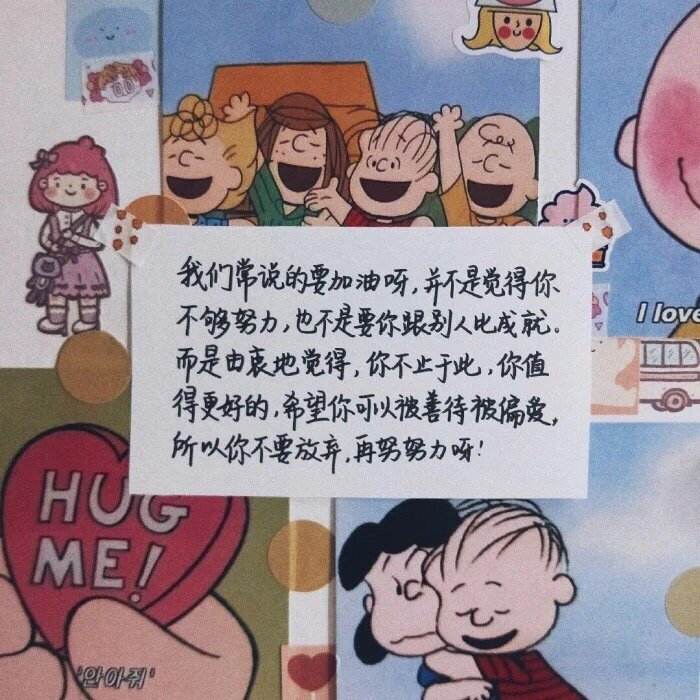 I love
我们常说的要加油呀,并不是觉得你
不够努力,也不是要你跟别人比成就。
而是由衷地觉得,你不止于此,你值
得更好的,希望你可以被善待被偏爱,
所以你不要放弃,再努努力呀!
HUG
ME!
'안아줘'